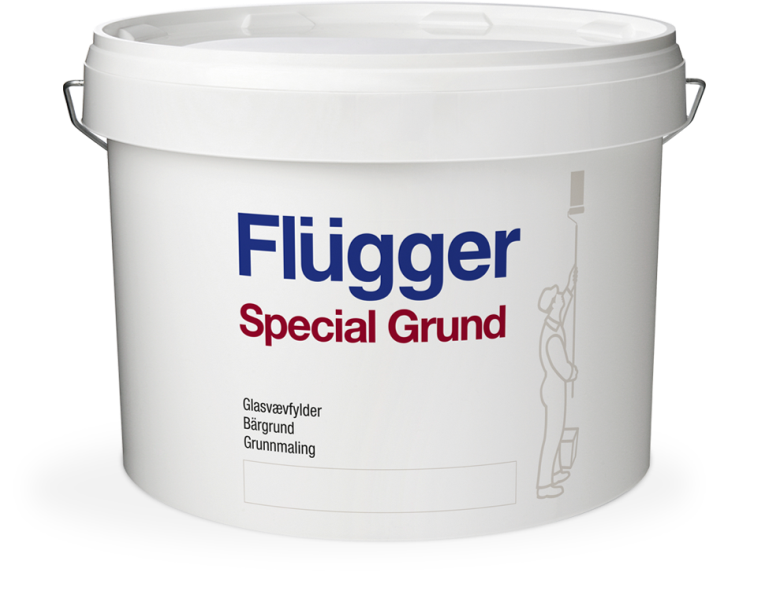 Flügger
Special Grund
Glasvævfylder
Bärgrund
Grunnmaling